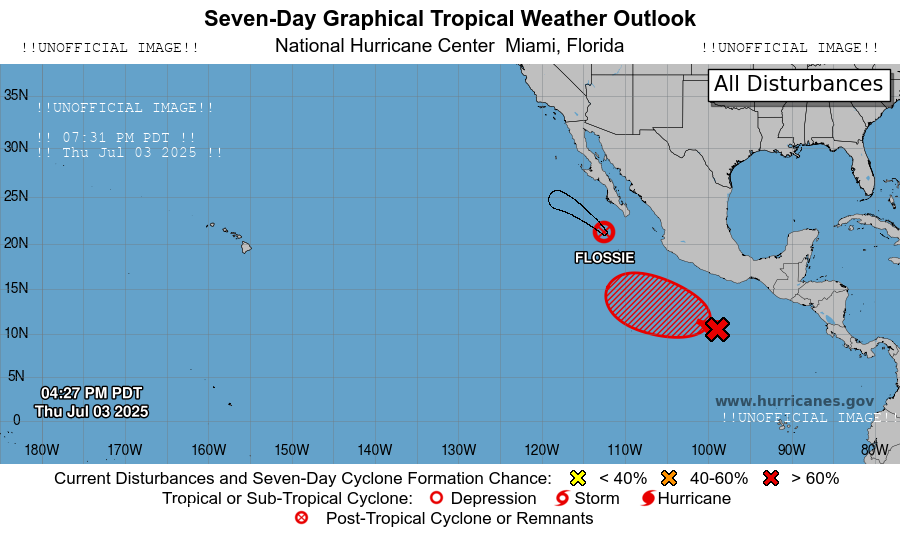 Seven-Day Graphical Tropical Weather Outlook
!!UNOFFICIAL IMAGE!! National Hurricane Center Miami, Florida !!UNOFFICIAL IMAGE!!
All Disturbances
35N
!!UNOFFICIAL IMAGE!!
!! 07:31 PM PDT !!
30N
!! Thu Jul 03 2025 !!
25N
20N
FLOSSIE
15N
10N
5N
04:27 PM PDT
www.hurricanes.gov
Thu Jul 03 2025
!!UNOFFICIAL IMAGE!!
0
180W 170W 160W 150W 140W 130W 120W 110W 100W 90W 80W
Current Disturbances and Seven-Day Cyclone Formation Chance: < 40% 40-60% > 60%
Tropical or Sub-Tropical Cyclone: Depression Storm Hurricane
Post-Tropical Cyclone or Remnants